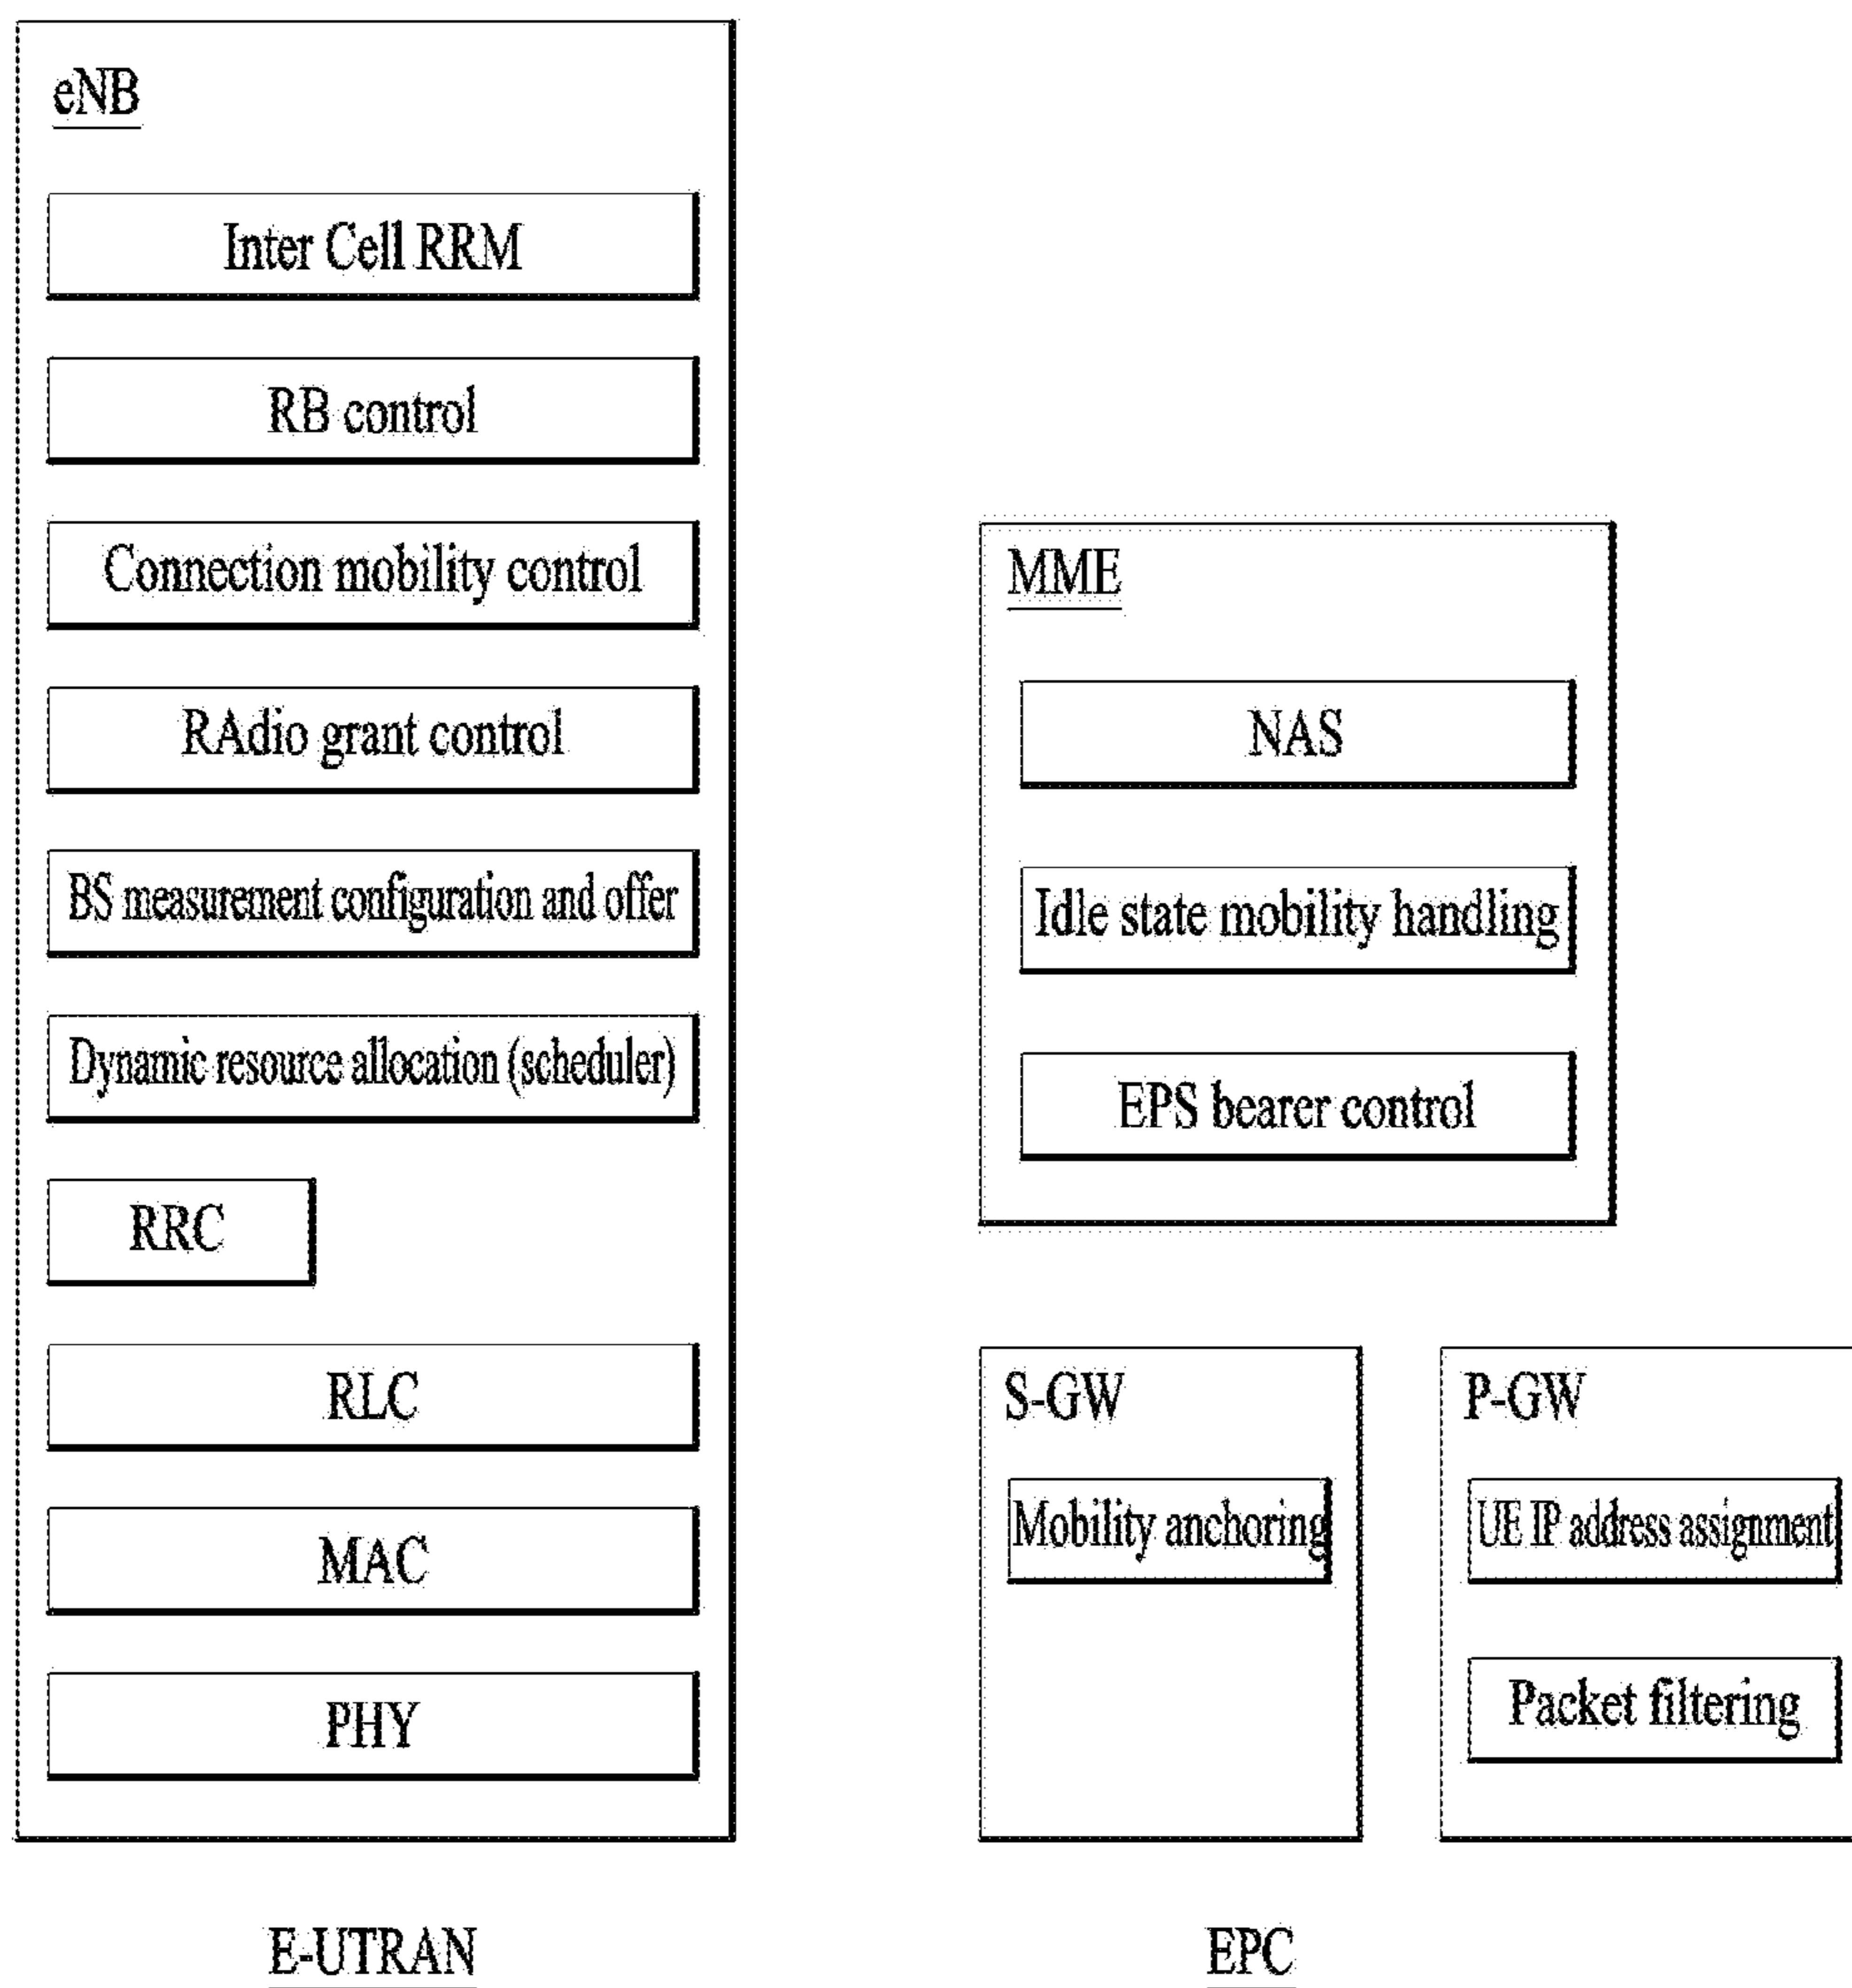 eNB
Inter Cell RRM
RB control
Connection mobility control
RAdio grant control
BS measurement configuration and offer
Dynamic resource allocation (scheduler)
RRC
RLC
MAC
PHY
E-UTRAN
MME
NAS
Idle state mobility handling
EPS bearer control
S-GW
Mobility anchoring
P-GW
UE IP address assignment
Packet filtering
EPC